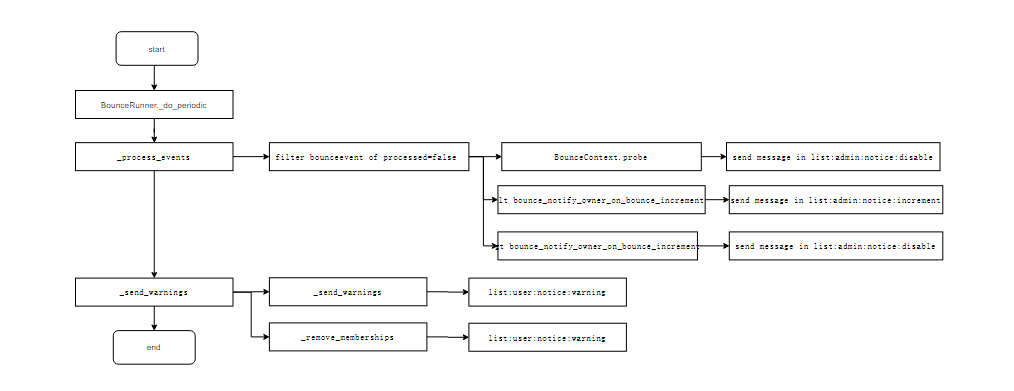 start
BounceRunner._do_periodic
_process_events
filter bounceevent of processed=false
BounceContext.probe
send message in list:admin:notice:disable
lt bounce_notify_owner_on_bounce_increment
send message in list:admin:notice:increment
gt bounce_notify_owner_on_bounce_increment
send message in list:admin:notice:disable
_send_warnings
_send_warnings
list:user:notice:warning
_remove_memberships
list:user:notice:warning
end